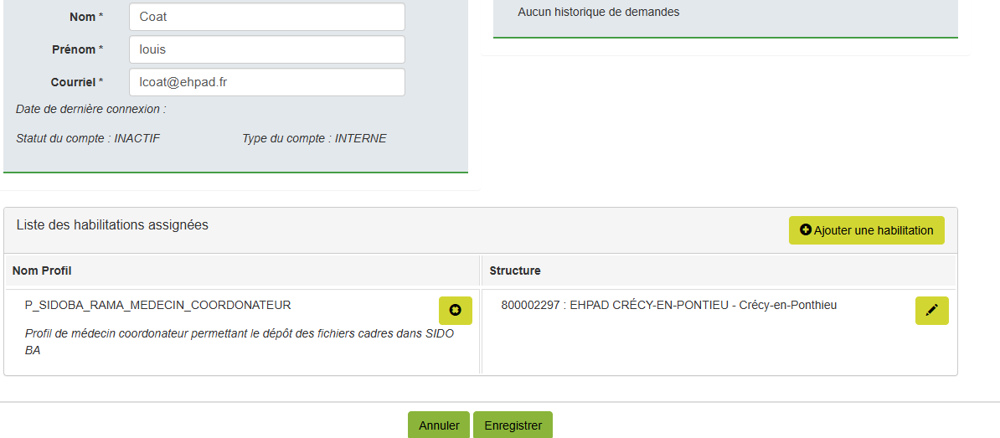 Nom *
Coat
Aucun historique de demandes
Prénom *
louis
Courriel *
lcoat@ehpad.fr
Date de dernière connexion :
Statut du compte : INACTIF
Type du compte : INTERNE
Liste des habilitations assignées
Ajouter une habilitation
Nom Profil
Structure
P_SIDOBA_RAMA_MEDECIN_COORDONATEUR
800002297 : EHPAD CRÉCY-EN-PONTIEU - Crécy-en-Ponthieu
Profil de médecin coordonateur permettant le dépôt des fichiers cadres dans SIDO
BA
Annuler
Enregistrer